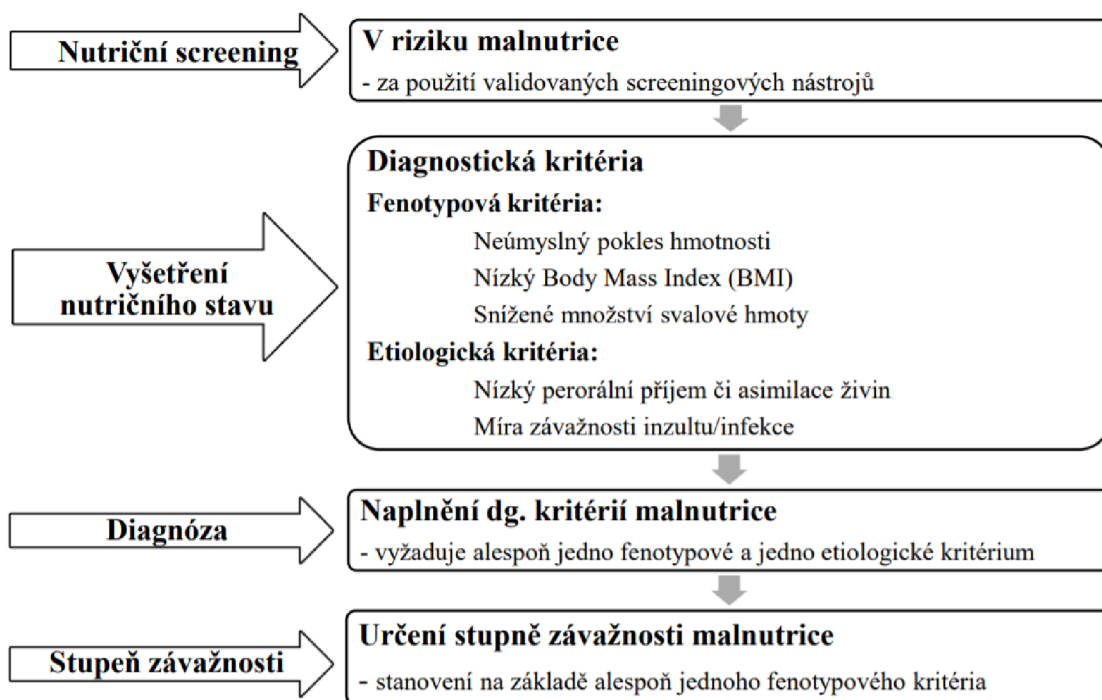 Nutriční screening
V riziku malnutrice
- za použití validovaných screeningových nástrojů
Vyšetření
nutričního stavu
Diagnostická kritéria
Fenotypová kritéria:
Neúmyslný pokles hmotnosti
Nízký Body Mass Index (BMI)
Snížené množství svalové hmoty
Etiologická kritéria:
Nízký perorální příjem či asimilace živin
Míra závažnosti inzultu/infekce
Diagnóza
Naplnění dg. kritérií malnutrice
- vyžaduje alespoň jedno fenotypové a jedno etiologické kritérium
Stupeň závažnosti
Určení stupně závažnosti malnutrice
- stanovení na základě alespoň jednoho fenotypového kritéria